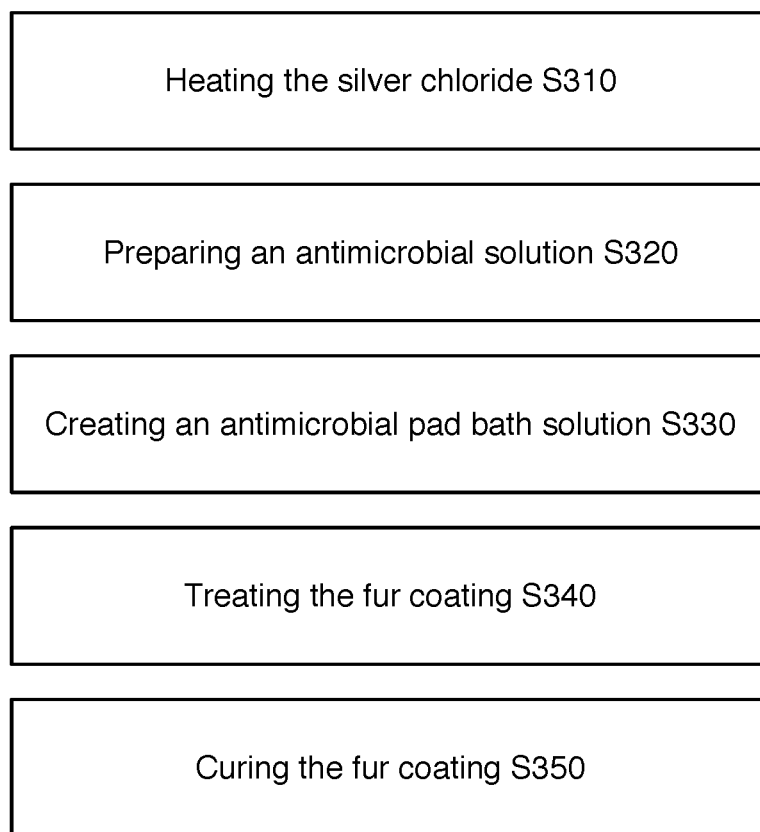 Heating the silver chloride S310
Preparing an antimicrobial solution S320
Creating an antimicrobial pad bath solution S330
Treating the fur coating S340
Curing the fur coating S350